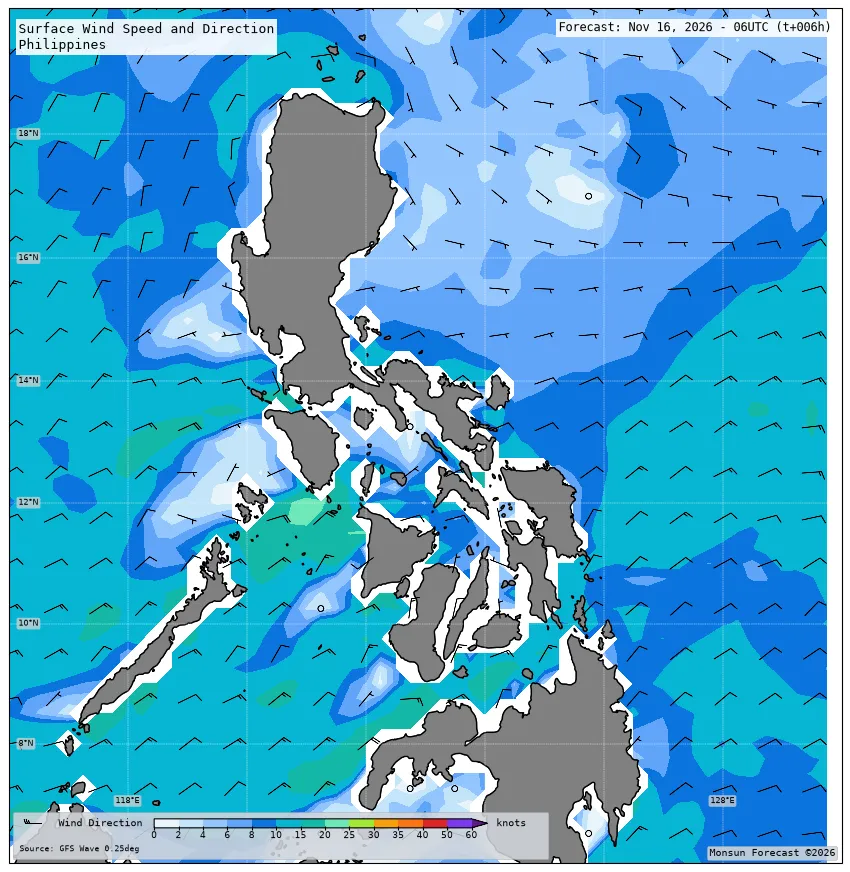 Surface Wind Speed and Direction
Philippines
Forecast: Nov 16, 2026 - 06UTC (t+006h)
18°N
16°N
14°N
12°N
10°N
8°N
118°E
128°E
Wind Direction
knots
0 2 4 6 8 10 15 20 25 30 35 40 50 60
Source: GFS Wave 0.25deg
Monsun Forecast ©2026